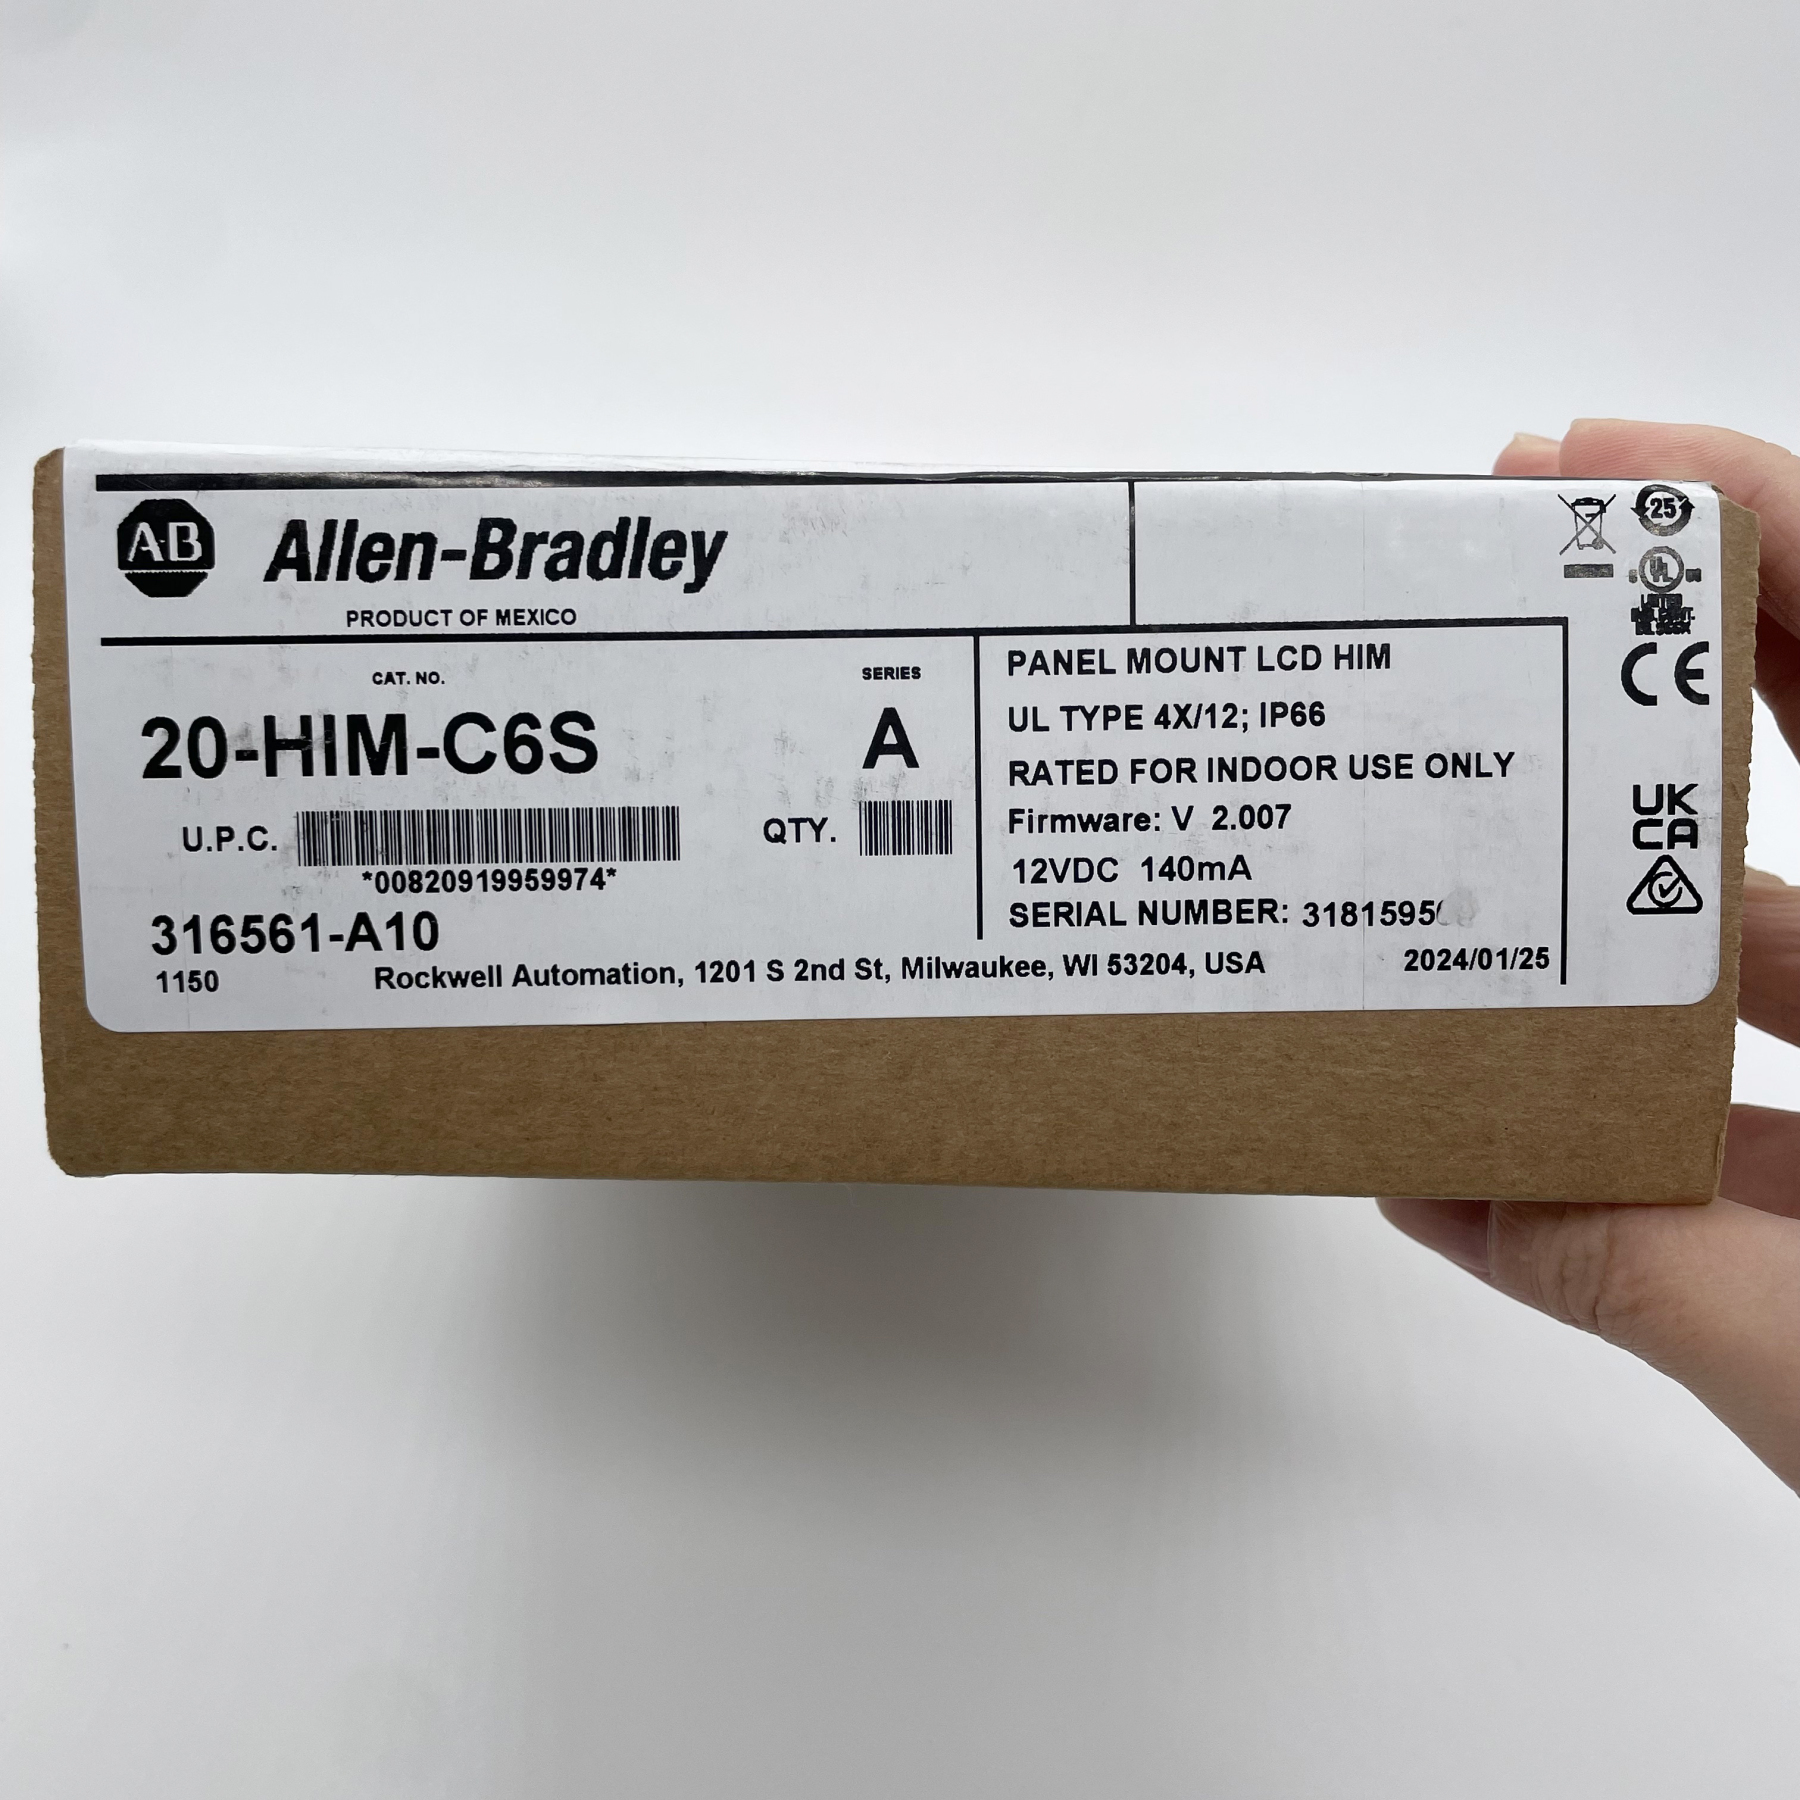 AB Allen-Bradley
PRODUCT OF MEXICO
CAT. NO.
SERIES
20-HIM-C6S
A
U.P.C.
QTY.
*00820919959974*
316561-A10
1150
Rockwell Automation, 1201 S 2nd St, Milwaukee, WI 53204, USA
PANEL MOUNT LCD HIM
UL TYPE 4X/12; IP66
RATED FOR INDOOR USE ONLY
Firmware: V 2.007
12VDC 140mA
SERIAL NUMBER:
2024/01/25
25
UL
CE
UK
CA